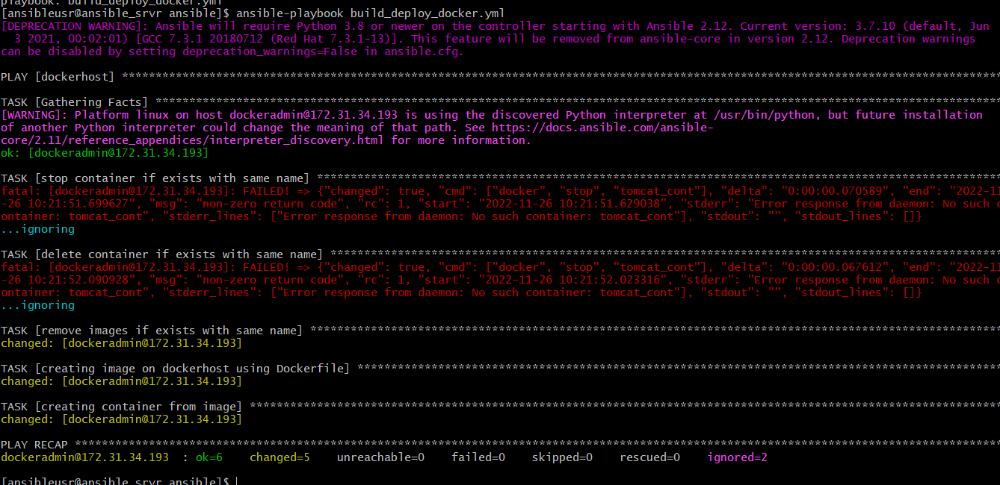 playbook: build_deploy_docker.yml
[ansibleusr@ansible_srvr ansible]$ ansible-playbook build_deploy_docker.yml
[DEPRECATION WARNING]: Ansible will require Python 3.8 or newer on the controller starting with Ansible 2.12. Current version: 3.7.10 (default, Jun
3 2021, 00:02:01) [GCC 7.3.1 20180712 (Red Hat 7.3.1-13)]. This feature will be removed from ansible-core in version 2.12. Deprecation warnings
can be disabled by setting deprecation_warnings=False in ansible.cfg.
PLAY [dockerhost] ***********************************************************************************************************************************
TASK [Gathering Facts] ******************************************************************************************************************************
[WARNING]: Platform linux on host dockeradmin@172.31.34.193 is using the discovered Python interpreter at /usr/bin/python, but future installation
of another Python interpreter could change the meaning of that path. See https://docs.ansible.com/ansible-
core/2.11/reference_appendices/interpreter_discovery.html for more information.
ok: [dockeradmin@172.31.34.193]
TASK [stop container if exists with same name] ******************************************************************************************************
fatal: [dockeradmin@172.31.34.193]: FAILED! => {"changed": true, "cmd": ["docker", "stop", "tomcat_cont"], "delta": "0:00:00.070589", "end": "2022-11
-26 10:21:51.699627", "msg": "non-zero return code", "rc": 1, "start": "2022-11-26 10:21:51.629038", "stderr": "Error response from daemon: No such c
ontainer: tomcat_cont", "stderr_lines": ["Error response from daemon: No such container: tomcat_cont"], "stdout": "", "stdout_lines": []}
...ignoring
TASK [delete container if exists with same name] ****************************************************************************************************
fatal: [dockeradmin@172.31.34.193]: FAILED! => {"changed": true, "cmd": ["docker", "stop", "tomcat_cont"], "delta": "0:00:00.067612", "end": "2022-11
-26 10:21:52.090928", "msg": "non-zero return code", "rc": 1, "start": "2022-11-26 10:21:52.023316", "stderr": "Error response from daemon: No such c
ontainer: tomcat_cont", "stderr_lines": ["Error response from daemon: No such container: tomcat_cont"], "stdout": "", "stdout_lines": []}
...ignoring
TASK [remove images if exists with same name] *******************************************************************************************************
changed: [dockeradmin@172.31.34.193]
TASK [creating image on dockerhost using Dockerfile] ************************************************************************************************
changed: [dockeradmin@172.31.34.193]
TASK [creating container from image] ****************************************************************************************************************
changed: [dockeradmin@172.31.34.193]
PLAY RECAP ******************************************************************************************************************************************
dockeradmin@172.31.34.193 : ok=6 changed=5 unreachable=0 failed=0 skipped=0 rescued=0 ignored=2
[ansibleusr@ansible_srvr ansible]$